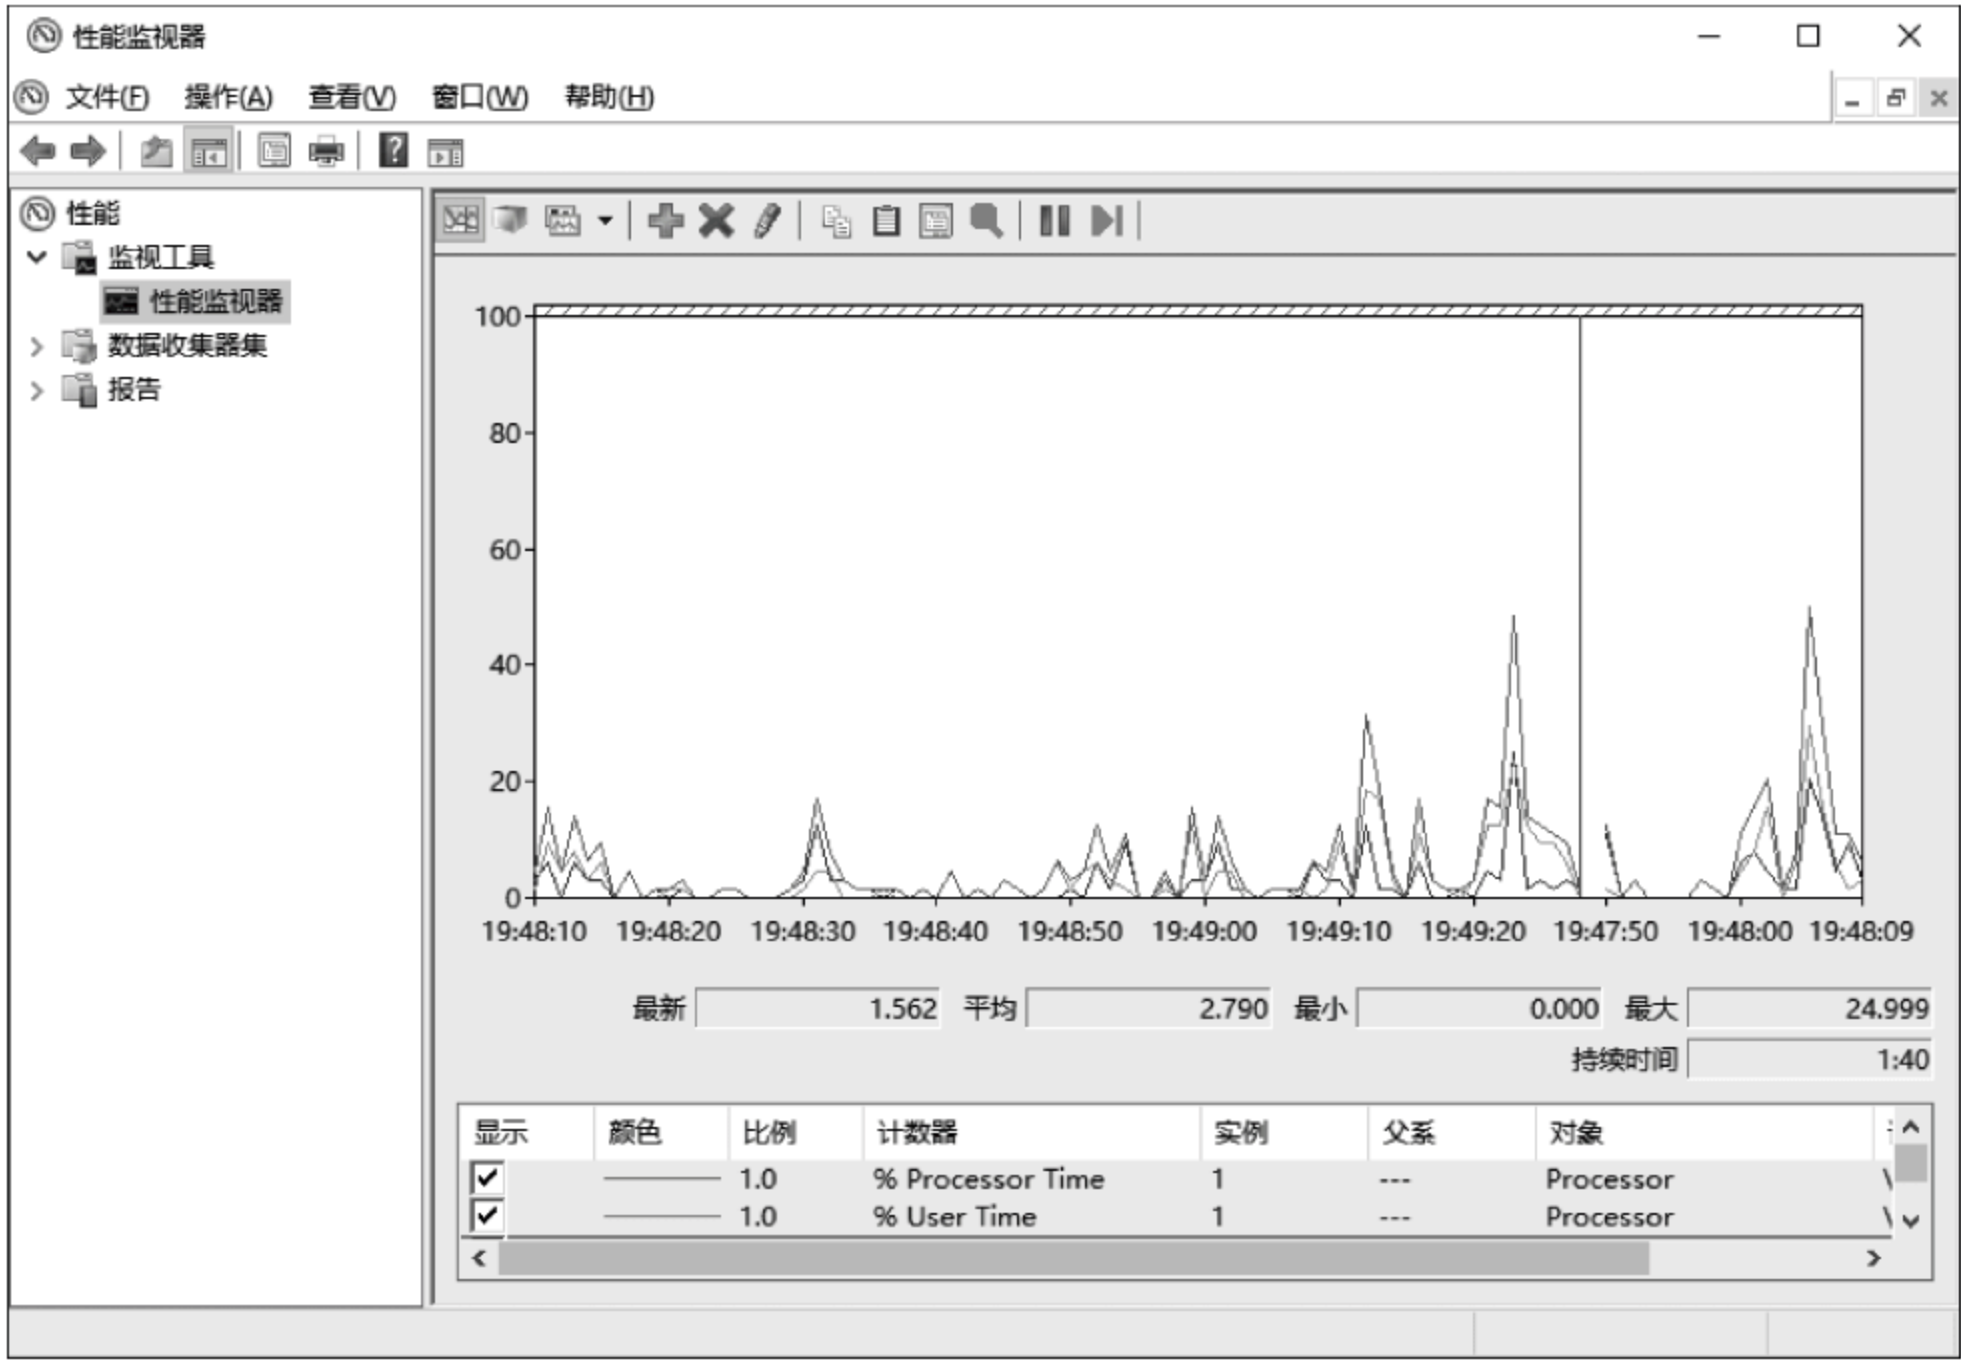 性能监视器
文件(F) 操作(A) 查看(V) 窗口(W) 帮助(H)
性能
监视工具
性能监视器
数据收集器集
报告
100
80
60
40
20
0
19:48:10 19:48:20 19:48:30 19:48:40 19:48:50 19:49:00 19:49:10 19:49:20 19:47:50 19:48:00 19:48:09
最新 1.562 平均 2.790 最小 0.000 最大 24.999
持续时间 1:40
显示 颜色 比例 计数器 实例 父系 对象
1.0 % Processor Time 1 --- Processor \
1.0 % User Time 1 --- Processor \